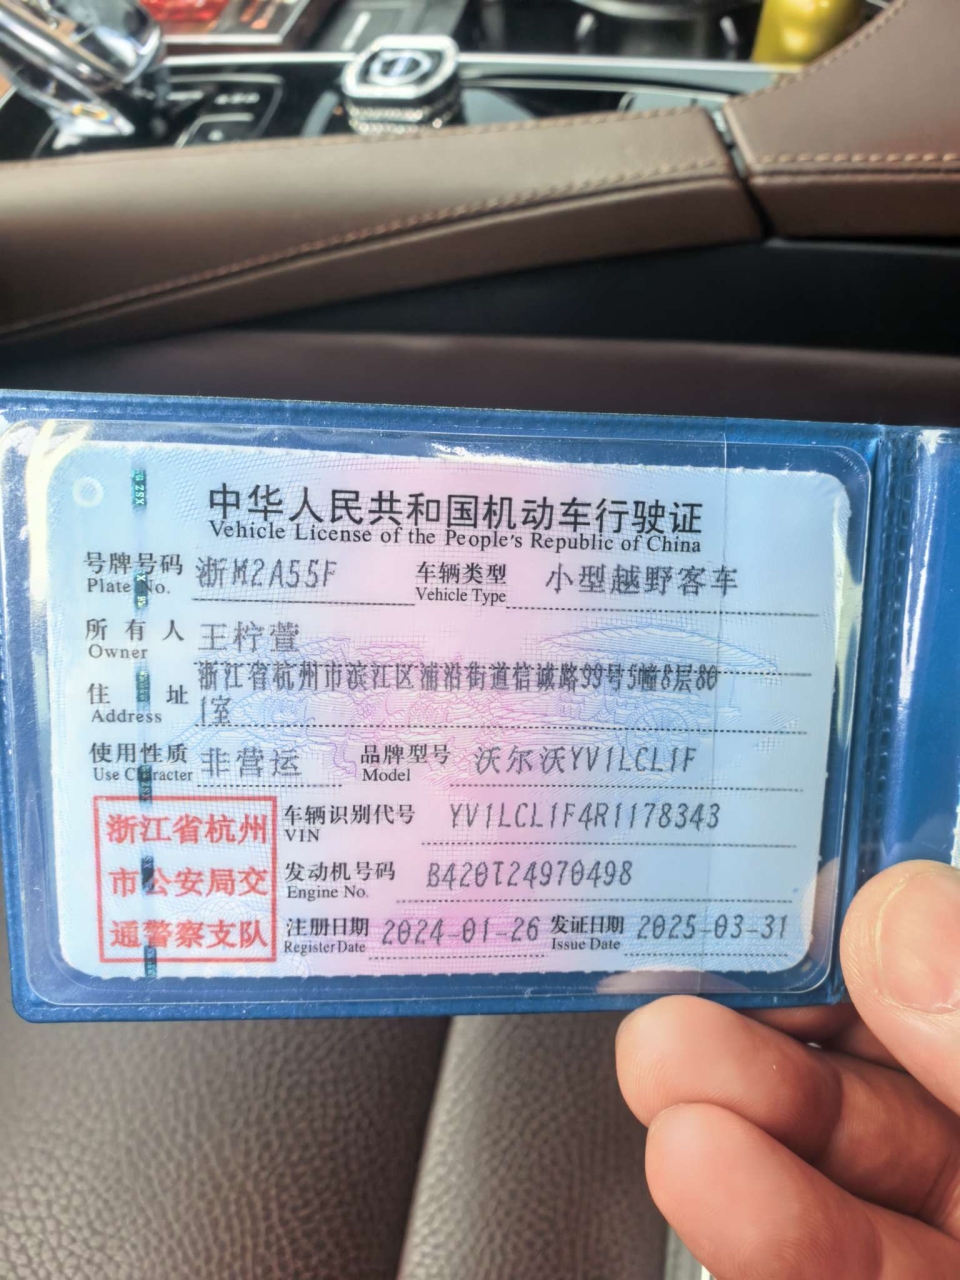 中华人民共和国机动车行驶证
Vehicle License of the People's Republic of China
号牌号码 浙M2A55F 车辆类型 小型越野客车
Plate No. Vehicle Type
所有人 王柠萱
Owner
浙江省杭州市滨江区浦沿街道信诚路99号5幢8层80
住址 1室
Address
使用性质 非营运 品牌型号 沃尔沃YV1LCL1F
Use Character Model
浙江省杭州
市公安局交
通警察支队
车辆识别代号 YV1LCL1F4R1178343
VIN
发动机号码 B420T24970498
Engine No.
注册日期 2024-01-26 发证日期 2025-03-31
Register Date Issue Date